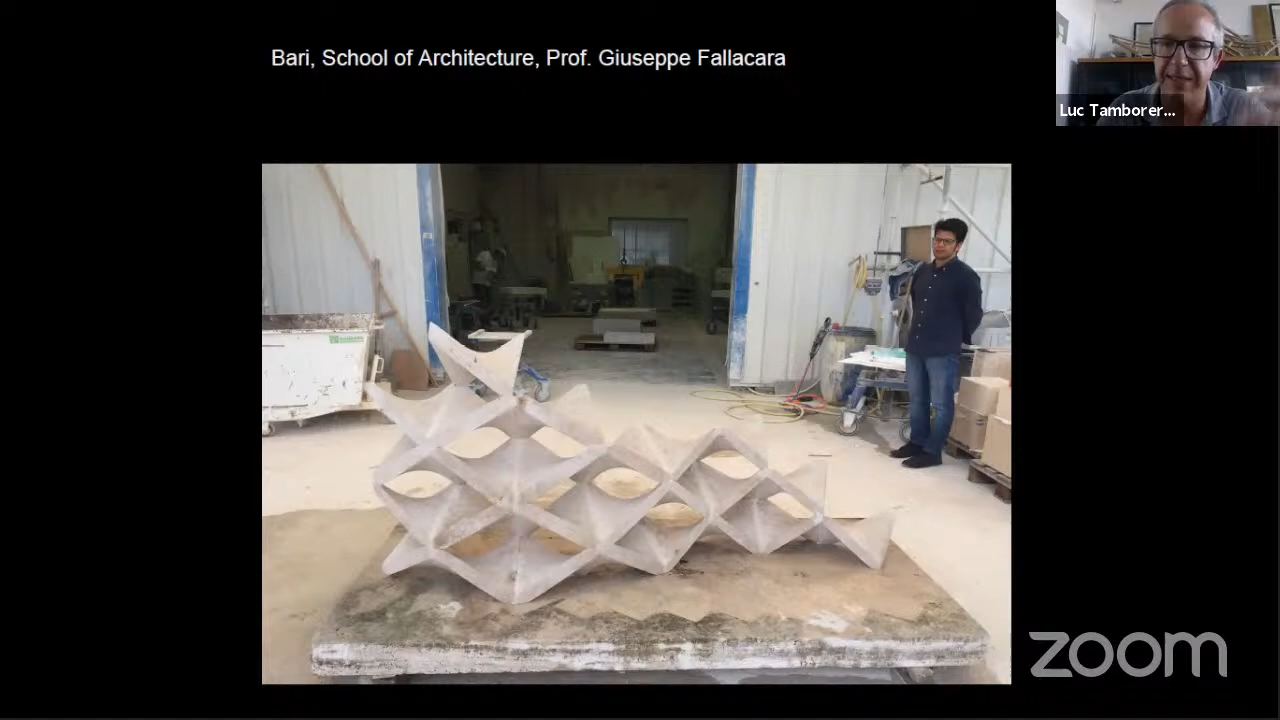 Bari, School of Architecture, Prof. Giuseppe Fallacara
Luc Tamborer...
zoom